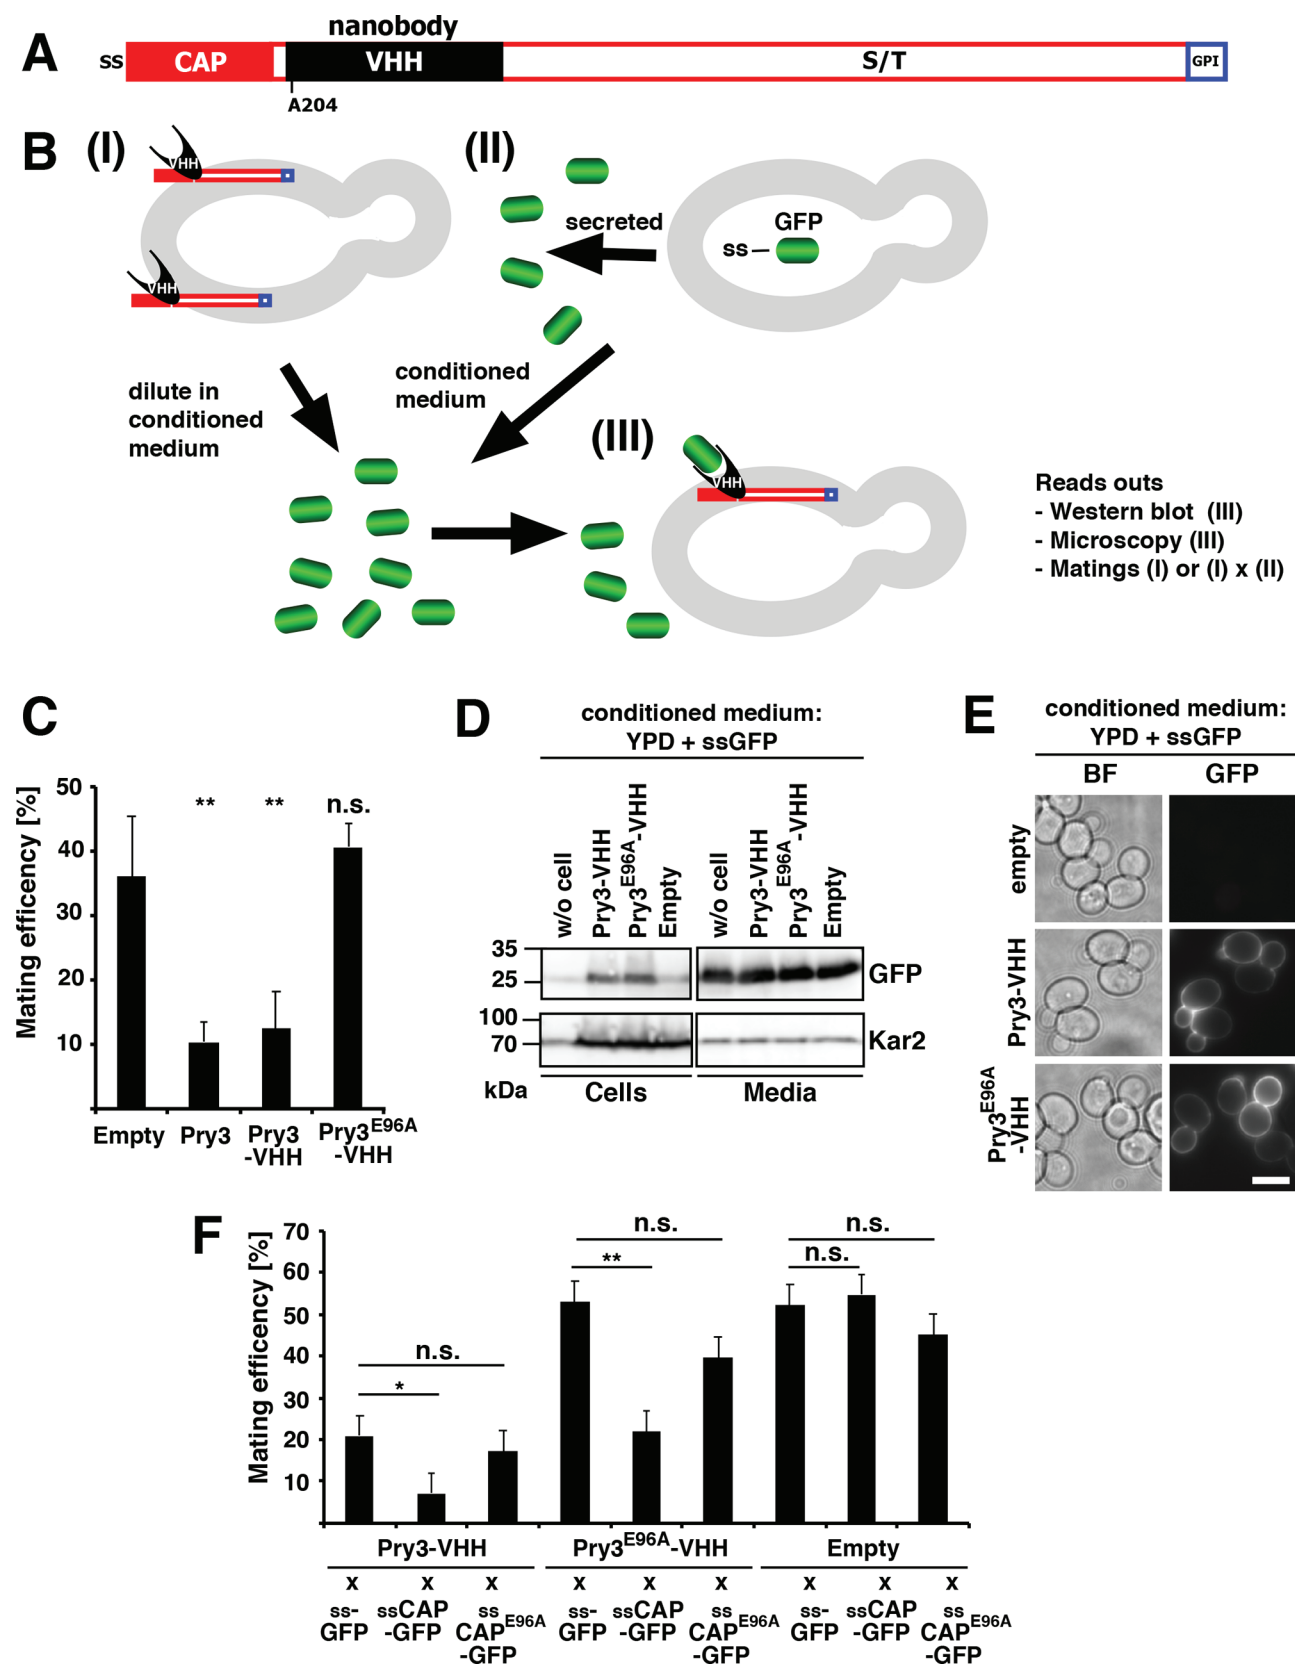 A
nanobody
ss
CAP
VHH
S/T
GPI
A204
B
(I)
VHH
VHH
(II)
secreted
GFP
ss
dilute in
conditioned
medium
conditioned
medium
(III)
VHH
Reads outs
- Western blot (III)
- Microscopy (III)
- Matings (I) or (I) x (II)
C
Mating efficency [%]
50
40
30
20
10
**
**
n.s.
Empty
Pry3
Pry3
-VHH
Pry3E96A
-VHH
D
conditioned medium:
YPD + ssGFP
w/o cell
Pry3-VHH
Pry3E96A-VHH
Empty
w/o cell
Pry3-VHH
Pry3E96A-VHH
Empty
35
25
GFP
100
70
Kar2
kDa
Cells
Media
E
conditioned medium:
YPD + ssGFP
BF
GFP
empty
Pry3-VHH
Pry3E96A
-VHH
F
Mating efficency [%]
70
60
50
40
30
20
10
n.s.
*
n.s.
**
n.s.
n.s.
Pry3-VHH
Pry3E96A-VHH
Empty
x x x x x x x x x
ss-
GFP
ssCAP
-GFP
ss
CAPE96A
-GFP
ss-
GFP
ssCAP
-GFP
ss
CAPE96A
-GFP
ss-
GFP
ssCAP
-GFP
ss
CAPE96A
-GFP